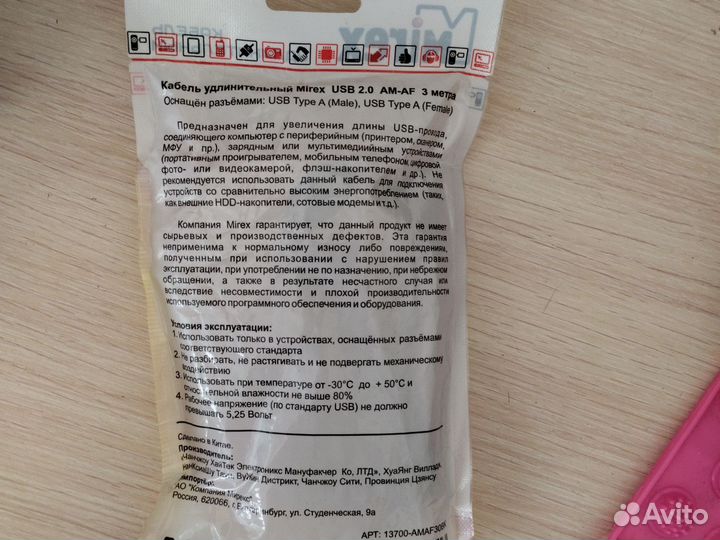 Mirex
КАБЕЛЬ
Кабель удлинительный Mirex USB 2.0 AM-AF 3 метра
Оснащён разъёмами: USB Type A (Male), USB Type A (Female)
Предназначен для увеличения длины USB-провода,
соединяющего компьютер с периферийным (принтером, сканером,
МФУ и пр.), зарядным или мультимедийным устройствами
(портативным проигрывателем, мобильным телефоном, цифровой
фото- или видеокамерой, флэш-накопителем и др.). Не
рекомендуется использовать данный кабель для подключения
устройств со сравнительно высоким энергопотреблением (таких,
как внешние HDD-накопители, сотовые модемы и т.д.).
Компания Mirex гарантирует, что данный продукт не имеет
сырьевых и производственных дефектов. Эта гарантия
неприменима к нормальному износу либо повреждениям,
полученным при использовании с нарушением правил
эксплуатации, при употреблении не по назначению, при небрежном
обращении, а также в результате несчастного случая или
вследствие несовместимости и плохой производительности
используемого программного обеспечения и оборудования.
Условия эксплуатации:
1. Использовать только в устройствах, оснащённых разъёмами
соответствующего стандарта
2. Не разбирать, не растягивать и не подвергать механическому
воздействию
3. Использовать при температуре от -30°С до + 50°С и
относительной влажности не выше 80%
4. Рабочее напряжение (по стандарту USB) не должно
превышать 5,25 Вольт
Сделано в Китае.
Производитель:
«Чанчжоу ХайТек Электроникс Мануфакчер Ко, ЛТД», ХуаЯнг Вилладж,
Дистрикт, Чанчжоу Сити, Провинция Цзянсу
Импортёр:
АО "Компания Мирекс"
Россия, 620066, г. Екатеринбург, ул. Студенческая, 9а
АРТ: 13700-AMAF30BK
Avito